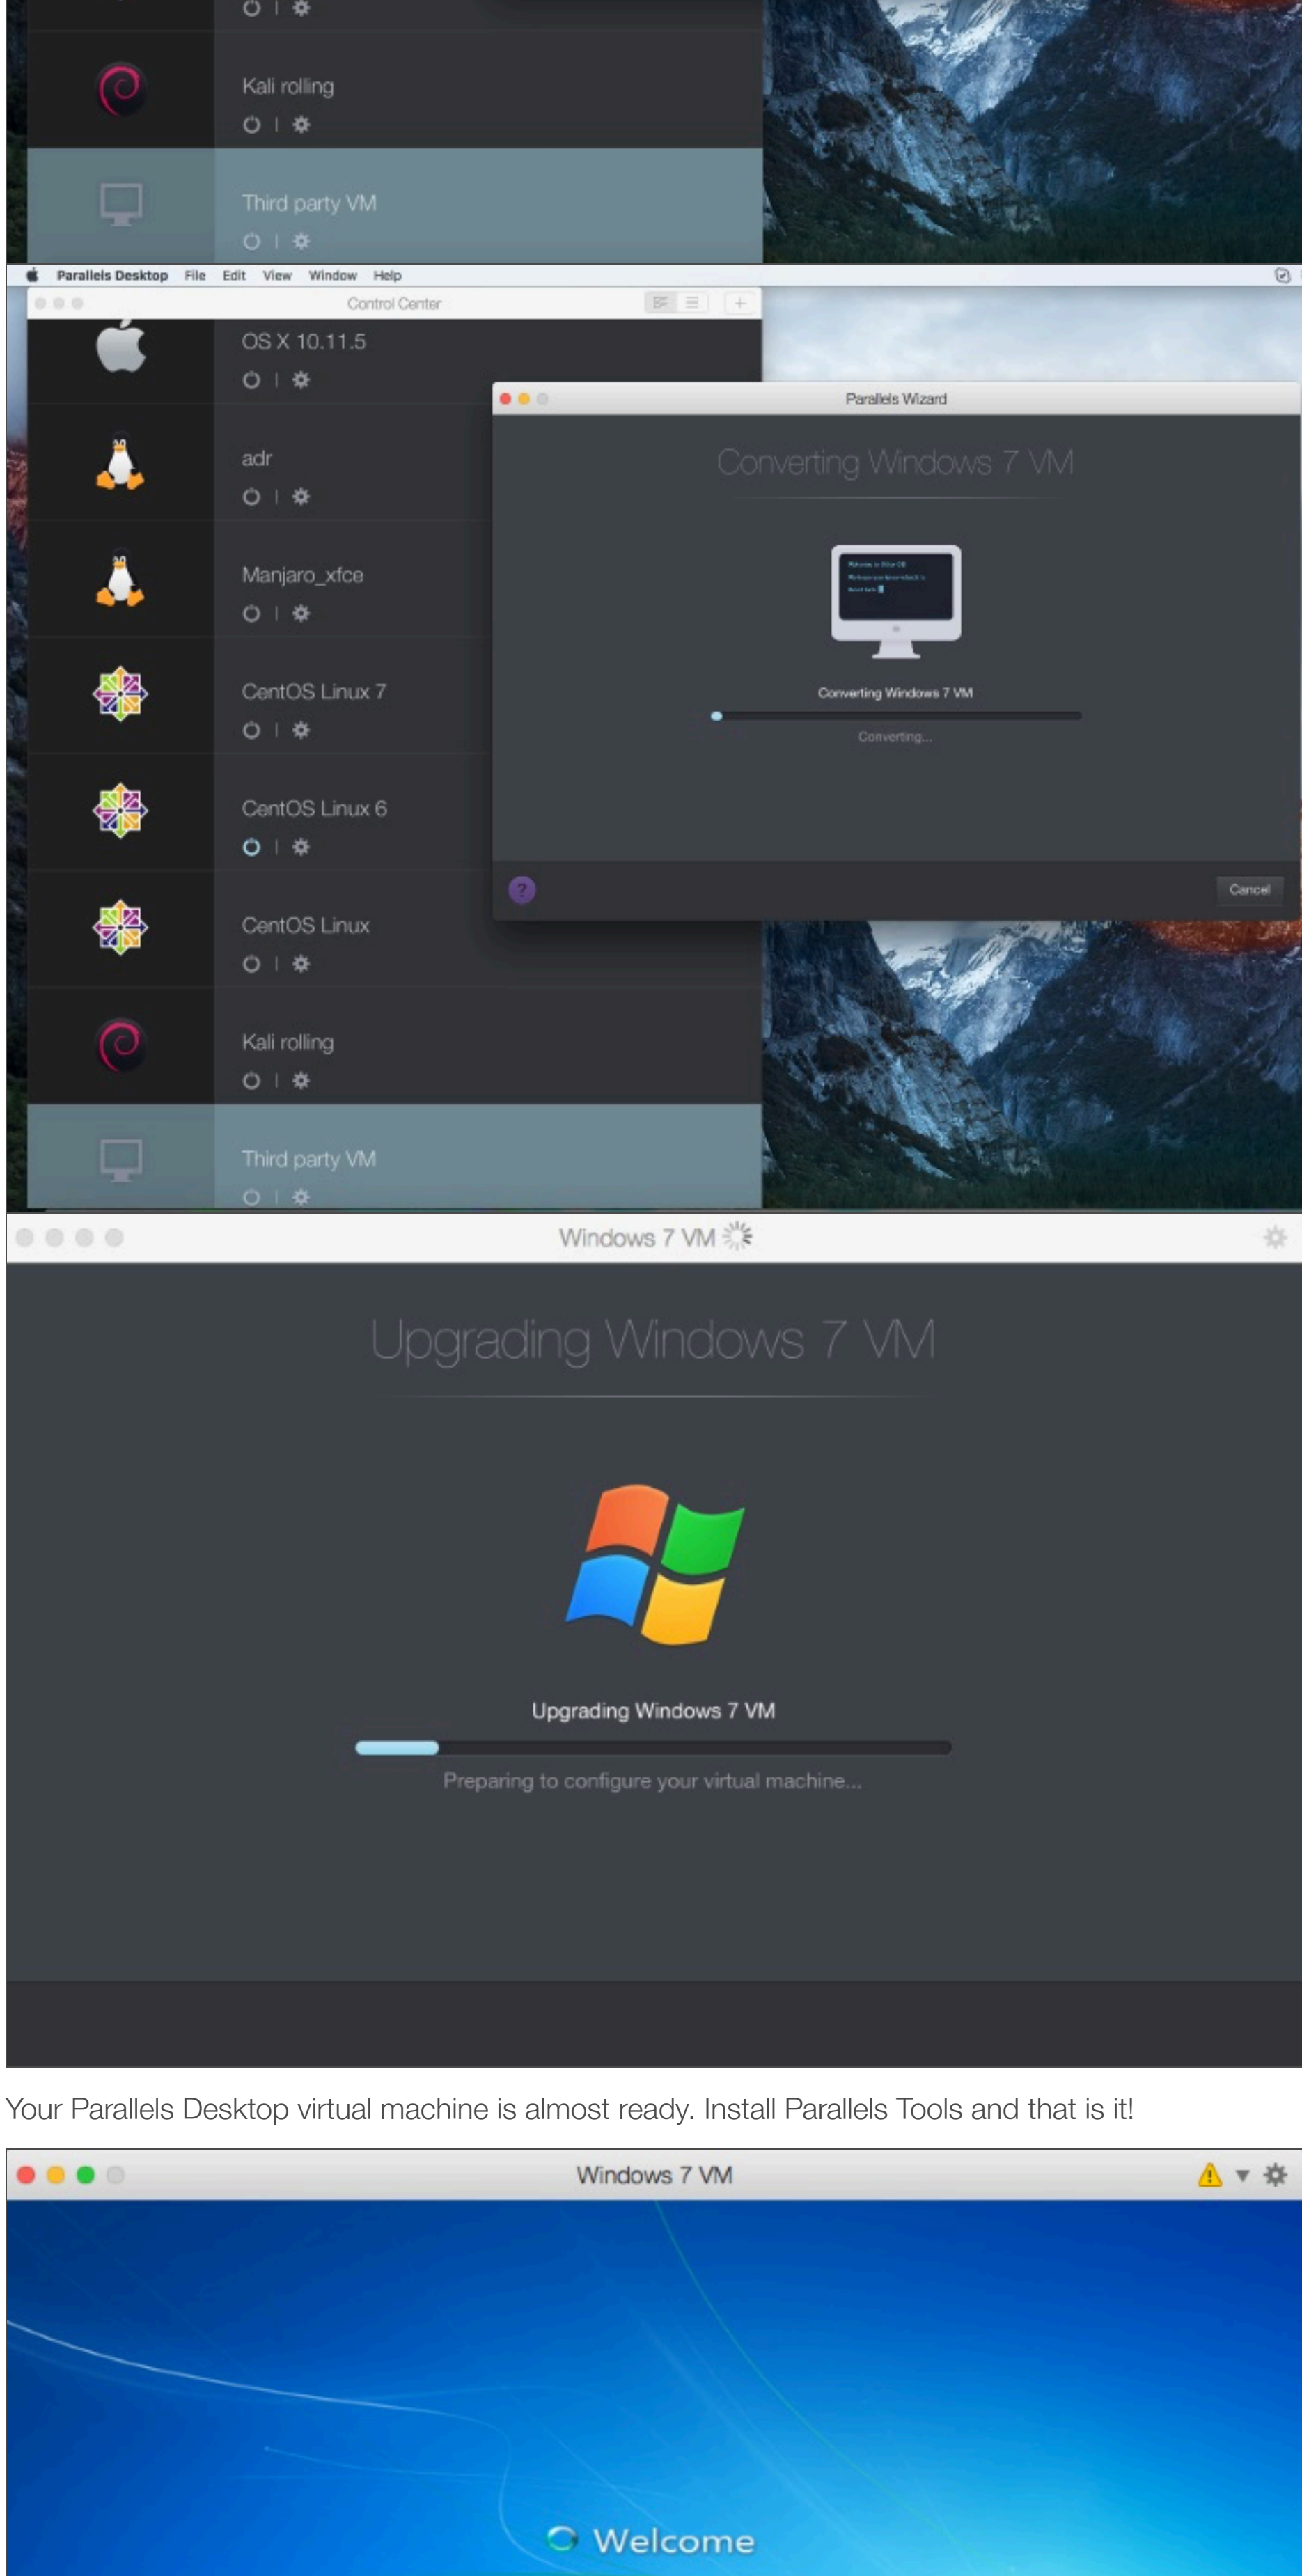 Kali rolling
Third party VM
Parallels Desktop File Edit View Window Help
Control Center
OS X 10.11.5
Parallels Wizard
Converting Windows 7 VM
adr
Manjaro_xfce
CentOS Linux 7
Converting Windows 7 VM
Converting...
CentOS Linux 6
?
Cancel
CentOS Linux
Kali rolling
Third party VM
Windows 7 VM
Upgrading Windows 7 VM
Upgrading Windows 7 VM
Preparing to configure your virtual machine...
Your Parallels Desktop virtual machine is almost ready. Install Parallels Tools and that is it!
Windows 7 VM
Welcome